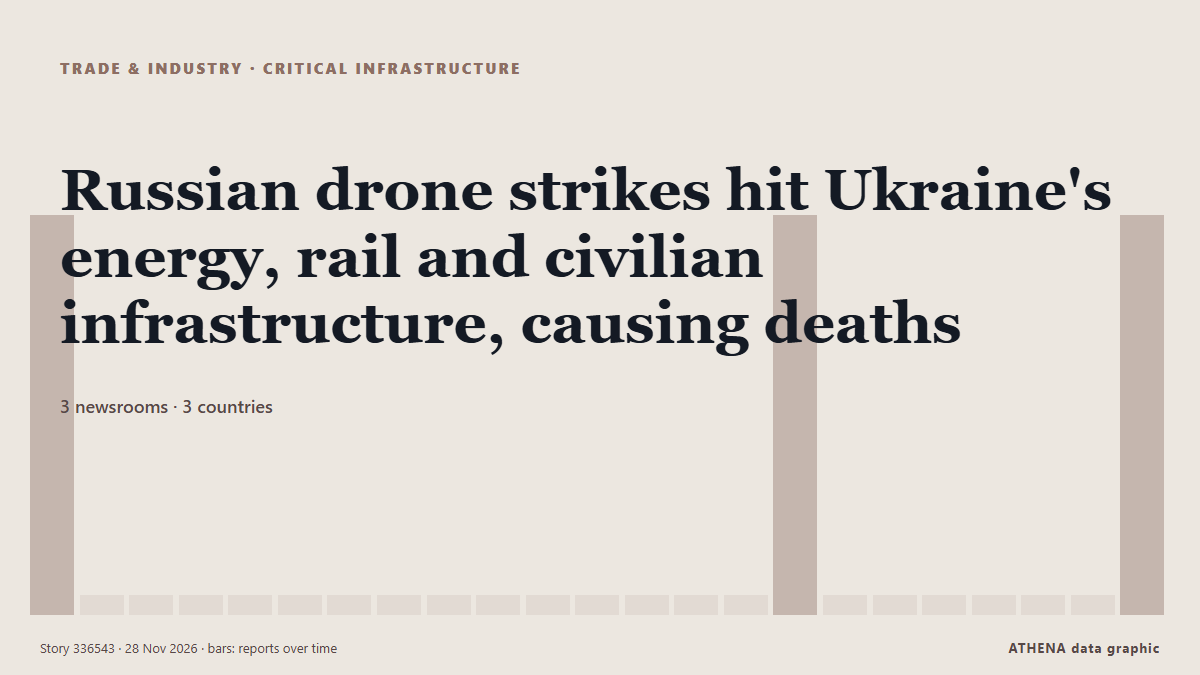 TRADE & INDUSTRY · CRITICAL INFRASTRUCTURE
Russian drone strikes hit Ukraine's
energy, rail and civilian
infrastructure, causing deaths
3 newsrooms · 3 countries
Story 336543 · 28 Nov 2026 · bars: reports over time
ATHENA data graphic